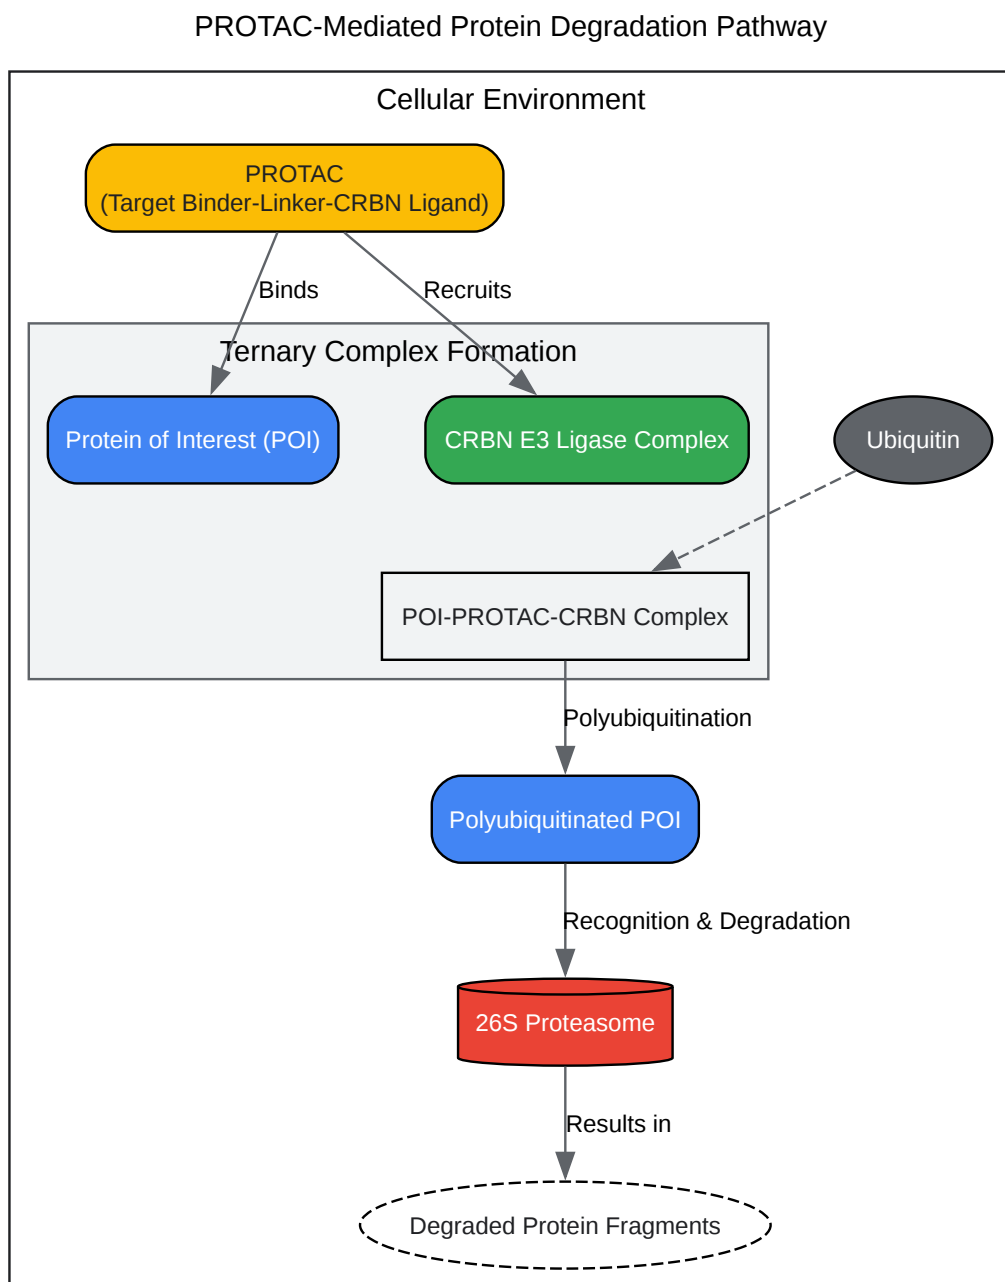 PROTAC-Mediated Protein Degradation Pathway
Cellular Environment
PROTAC
(Target Binder-Linker-CRBN Ligand)
Binds
Recruits
Ternary Complex Formation
Protein of Interest (POI)
CRBN E3 Ligase Complex
Ubiquitin
POI-PROTAC-CRBN Complex
Polyubiquitination
Polyubiquitinated POI
Recognition & Degradation
26S Proteasome
Results in
Degraded Protein Fragments